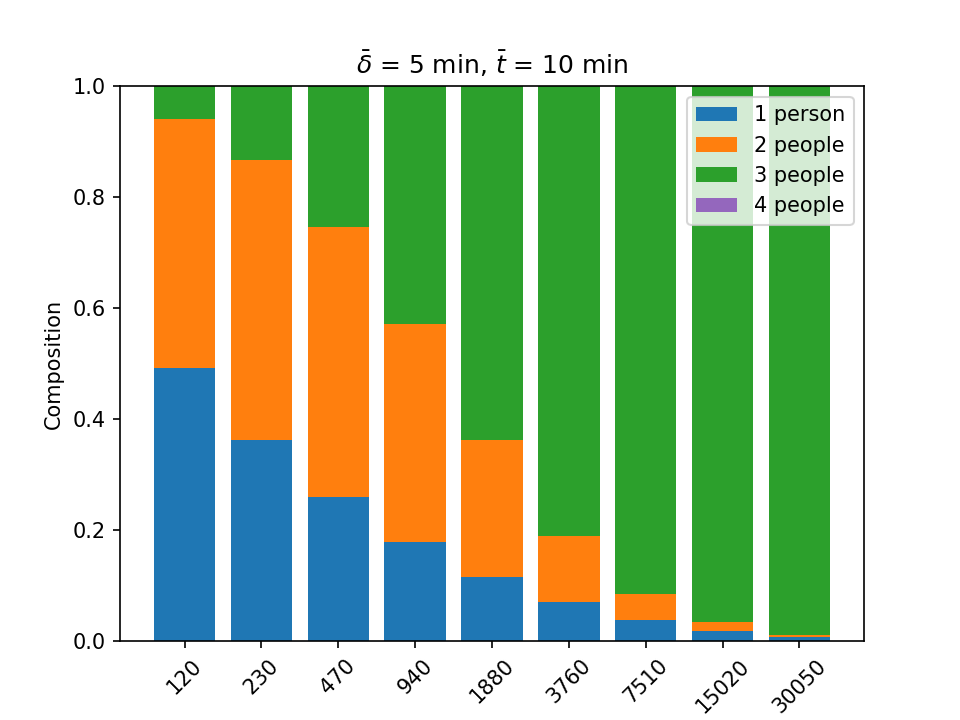 δ̄ = 5 min, t̄ = 10 min
1.0
0.8
0.6
0.4
0.2
0.0
Composition
1 person
2 people
3 people
4 people
120
230
470
940
1880
3760
7510
15020
30050